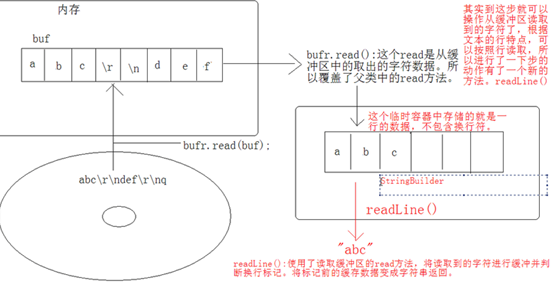 内存
buf
a b c \r \n d e f
bufr.read(buf);
abc\r\ndef\r\nq
bufr.read():这个read是从缓
冲区中的取出的字符数据。所
以覆盖了父类中的read方法。
其实到这步就可以
操作从缓冲区读取
到的字符了，根据
文本的行特点，可
以按照行读取，所
以进行了一下步的
动作有了一个新的
方法。readLine()
这个临时容器中存储的就是一
行的数据，不包含换行符。
a b c
StringBuilder
readLine()
"abc"
readLine():使用了读取缓冲区的read方法，将读取到的字符进行缓冲并判
断换行标记。将标记前的缓存数据变成字符串返回。